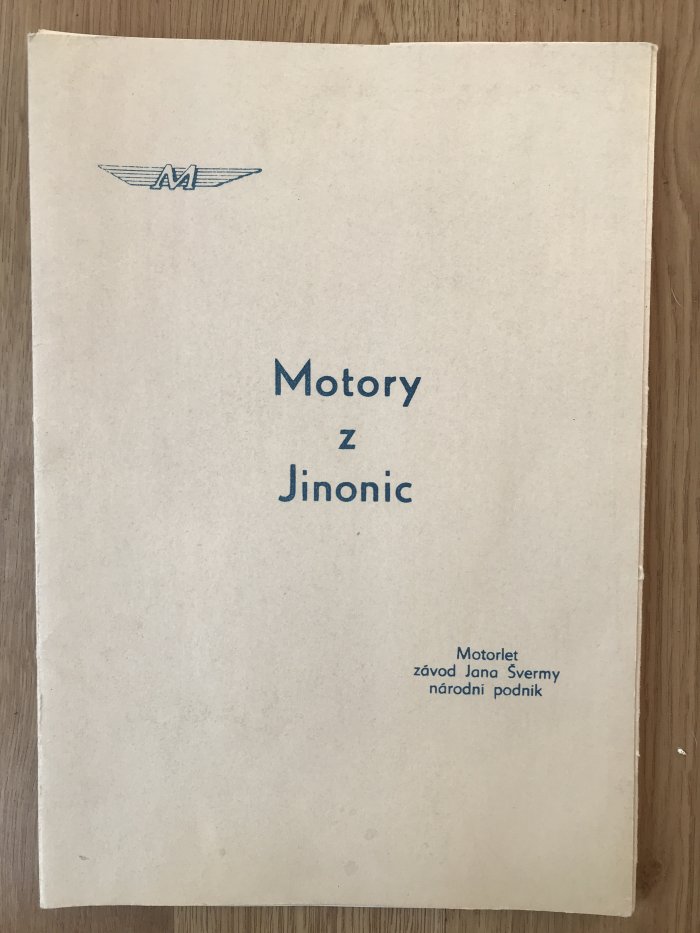 M
Motory
z
Jinonic
Motorlet
závod Jana Švermy
národní podnik